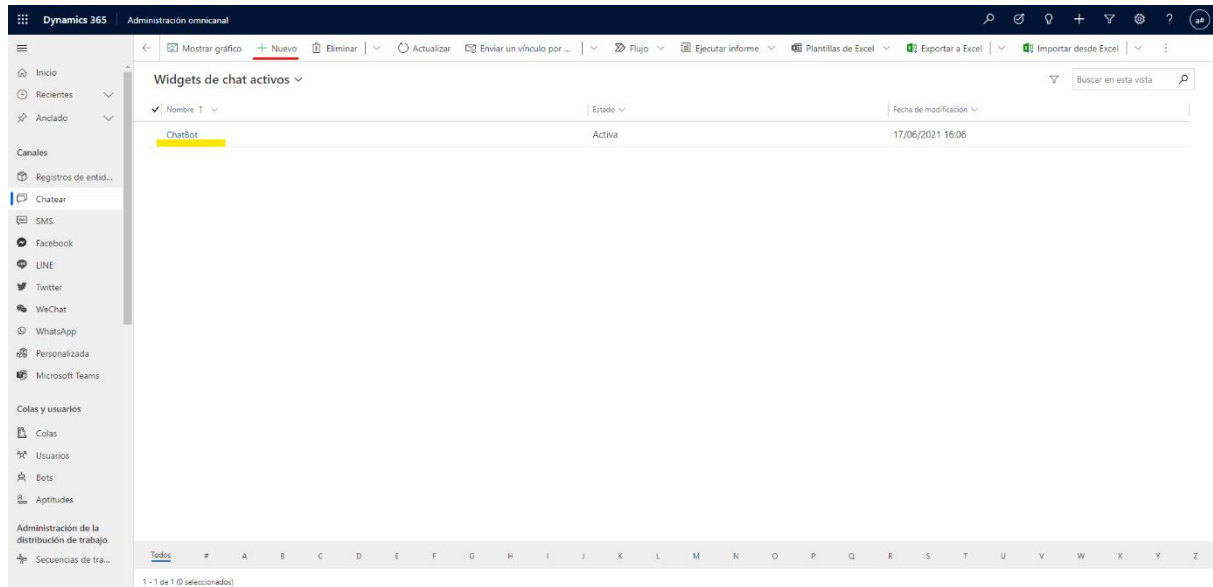 Dynamics 365 Administración omnicanal
Mostrar gráfico Nuevo Eliminar Actualizar Enviar un vínculo por ... Flujo Ejecutar informe Plantillas de Excel Exportar a Excel Importar desde Excel
Inicio
Recientes
Anclado
Canales
Registros de entid...
Chatear
SMS
Facebook
LINE
Twitter
WeChat
WhatsApp
Personalizada
Microsoft Teams
Colas y usuarios
Colas
Usuarios
Bots
Aptitudes
Administración de la
distribución de trabajo
Secuencias de tra...
Widgets de chat activos
Buscar en esta vista
Nombre ↑ Estado Fecha de modificación
ChatBot Activa 17/06/2021 16:06
Todos # A B C D E F G H I J K L M N O P Q R S T U V W X Y Z
1 - 1 de 1 (0 seleccionados)